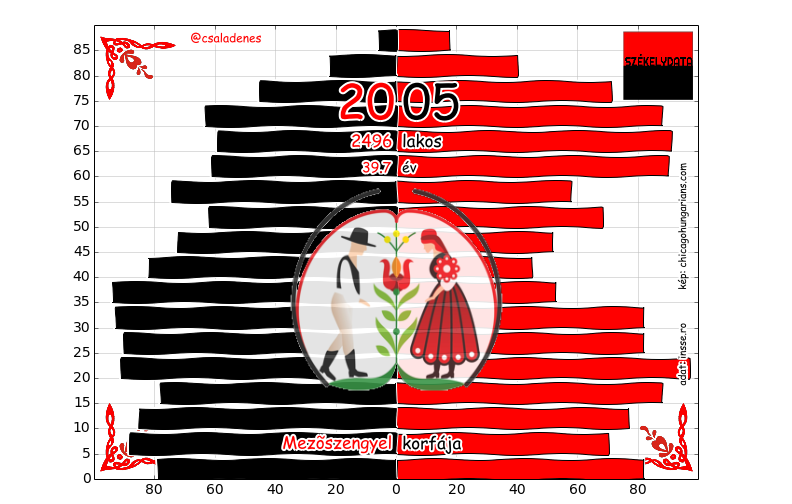 @csaladenes
SZÉKELYDATA
2005
2496 lakos
39.7 év
kép: chicagohungarians.com
adat: insse.ro
Mezőszengyel korfája
85
80
75
70
65
60
55
50
45
40
35
30
25
20
15
10
5
0
80 60 40 20 0 20 40 60 80